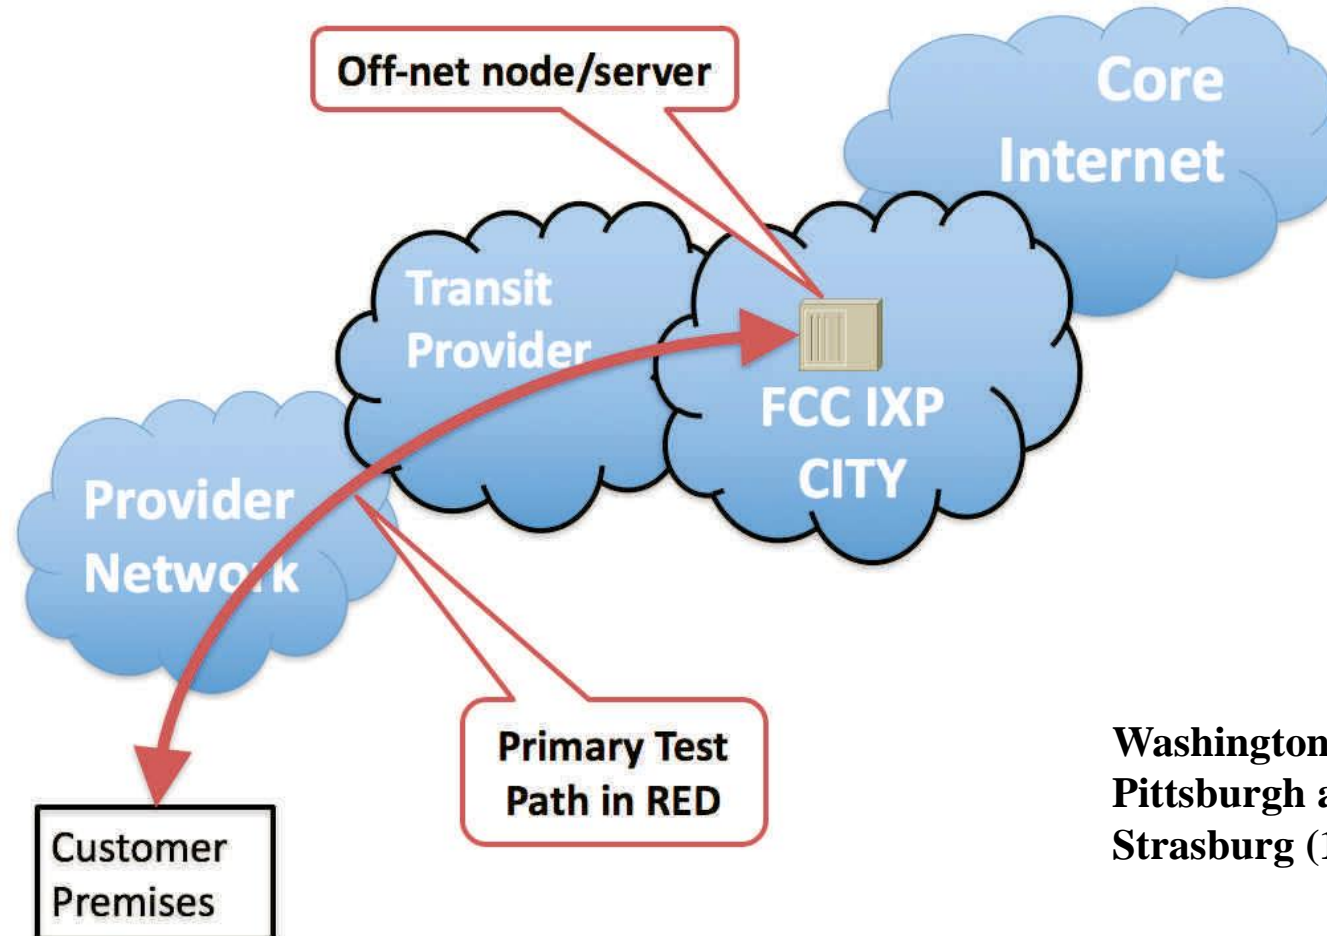 Off-net node/server
Core
Internet
Transit
Provider
FCC IXP
CITY
Provider
Network
Primary Test
Path in RED
Customer
Premises
Washington
Pittsburgh
Strasburg